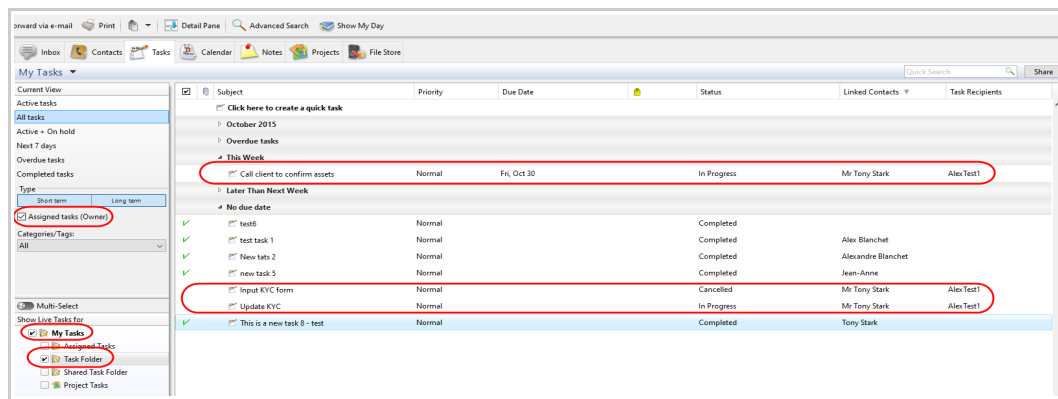 orward via e-mail Print Detail Pane Advanced Search Show My Day
Inbox Contacts Tasks Calendar Notes Projects File Store
My Tasks Quick Search Share
Current View
Active tasks
All tasks
Active + On hold
Next 7 days
Overdue tasks
Completed tasks
Type
Short term Long term
Assigned tasks (Owner)
Categories/Tags:
All
Multi-Select
Show Live Tasks for
My Tasks
Assigned Tasks
Task Folder
Shared Task Folder
Project Tasks
Subject Priority Due Date Status Linked Contacts Task Recipients
Click here to create a quick task
October 2015
Overdue tasks
This Week
Call client to confirm assets Normal Fri, Oct 30 In Progress Mr Tony Stark AlexTest1
Later Than Next Week
No due date
test6 Normal Completed
test task 1 Normal Completed Alex Blanchet
New tats 2 Normal Completed Alexandre Blanchet
new task 5 Normal Completed Jean-Anne
Input KYC form Normal Cancelled Mr Tony Stark AlexTest1
Update KYC Normal In Progress Mr Tony Stark AlexTest1
This is a new task 8 - test Normal Completed Tony Stark